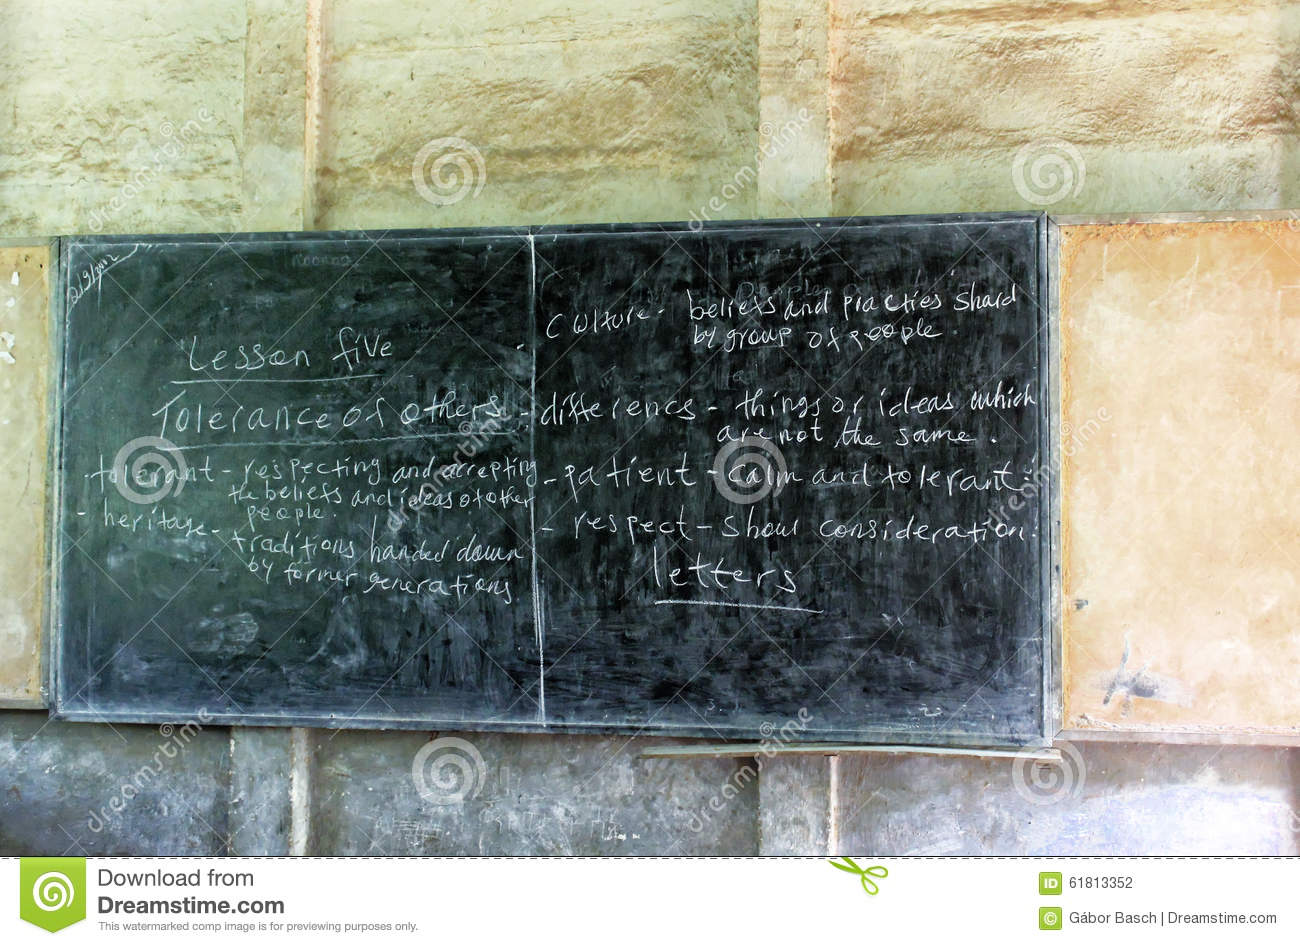 Lesson five
Tolerance of others
- tolerant - respecting and accepting
the beliefs and ideas of other
people.
- heritage - traditions handed down
by former generations
- Culture - beliefs and practies shard
by group of people
- differencs - things or ideas which
are not the same.
- patient - Calm and tolerant.
- respect - Show consideration.
letters
Download from
Dreamstime.com
This watermarked comp image is for previewing purposes only.
ID 61813352
© Gábor Basch | Dreamstime.com
dreamstime